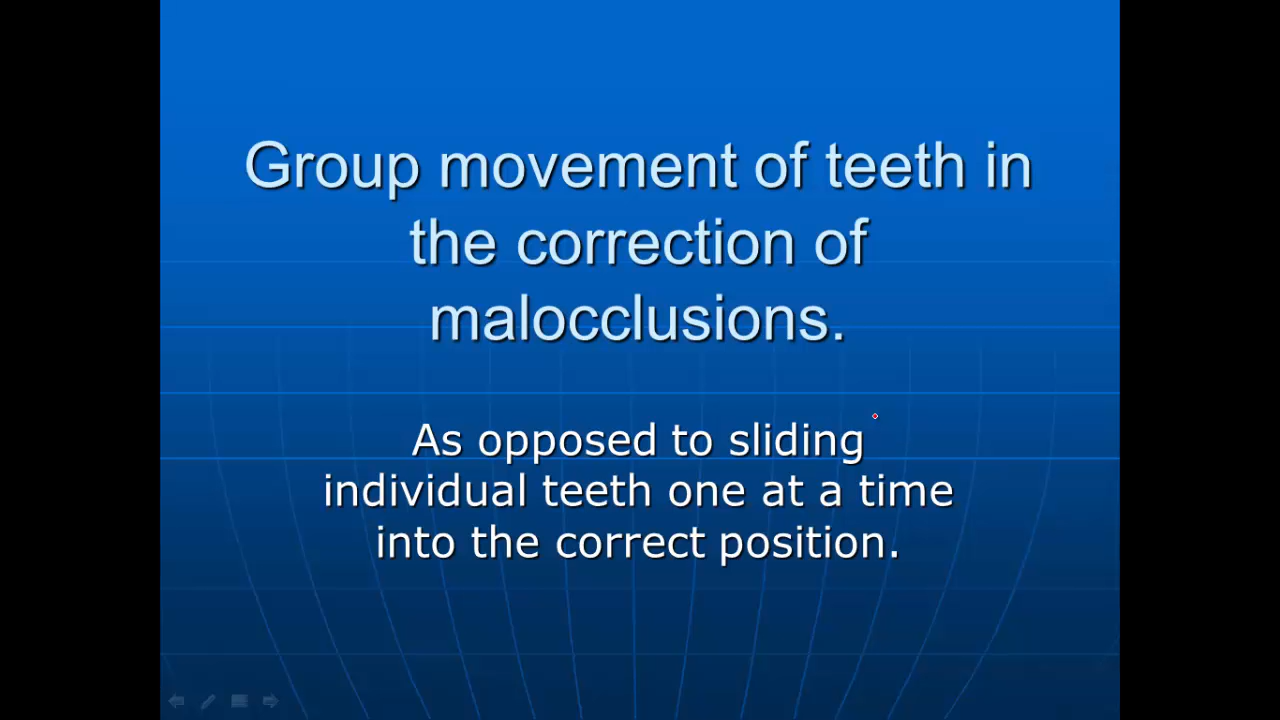 Group movement of teeth in
the correction of
malocclusions.
As opposed to sliding
individual teeth one at a time
into the correct position.